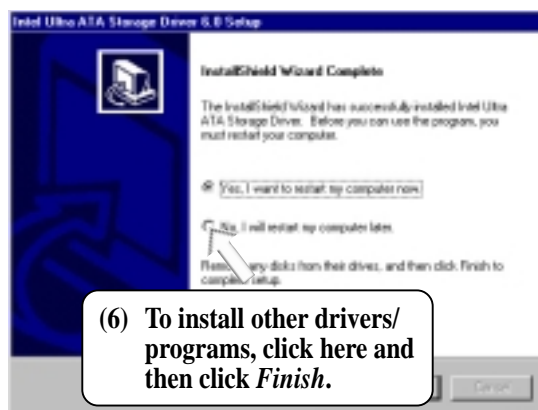 Intel Ultra ATA Storage Driver 6.0 Setup
InstallShield Wizard Complete
The InstallShield Wizard has successfully installed Intel Ultra
ATA Storage Driver. Before you can use the program, you
must restart your computer.
Yes, I want to restart my computer now.
No, I will restart my computer later.
Remove any disks from their drives, and then click Finish to
complete setup.
(6) To install other drivers/
programs, click here and
then click Finish.
Cancel